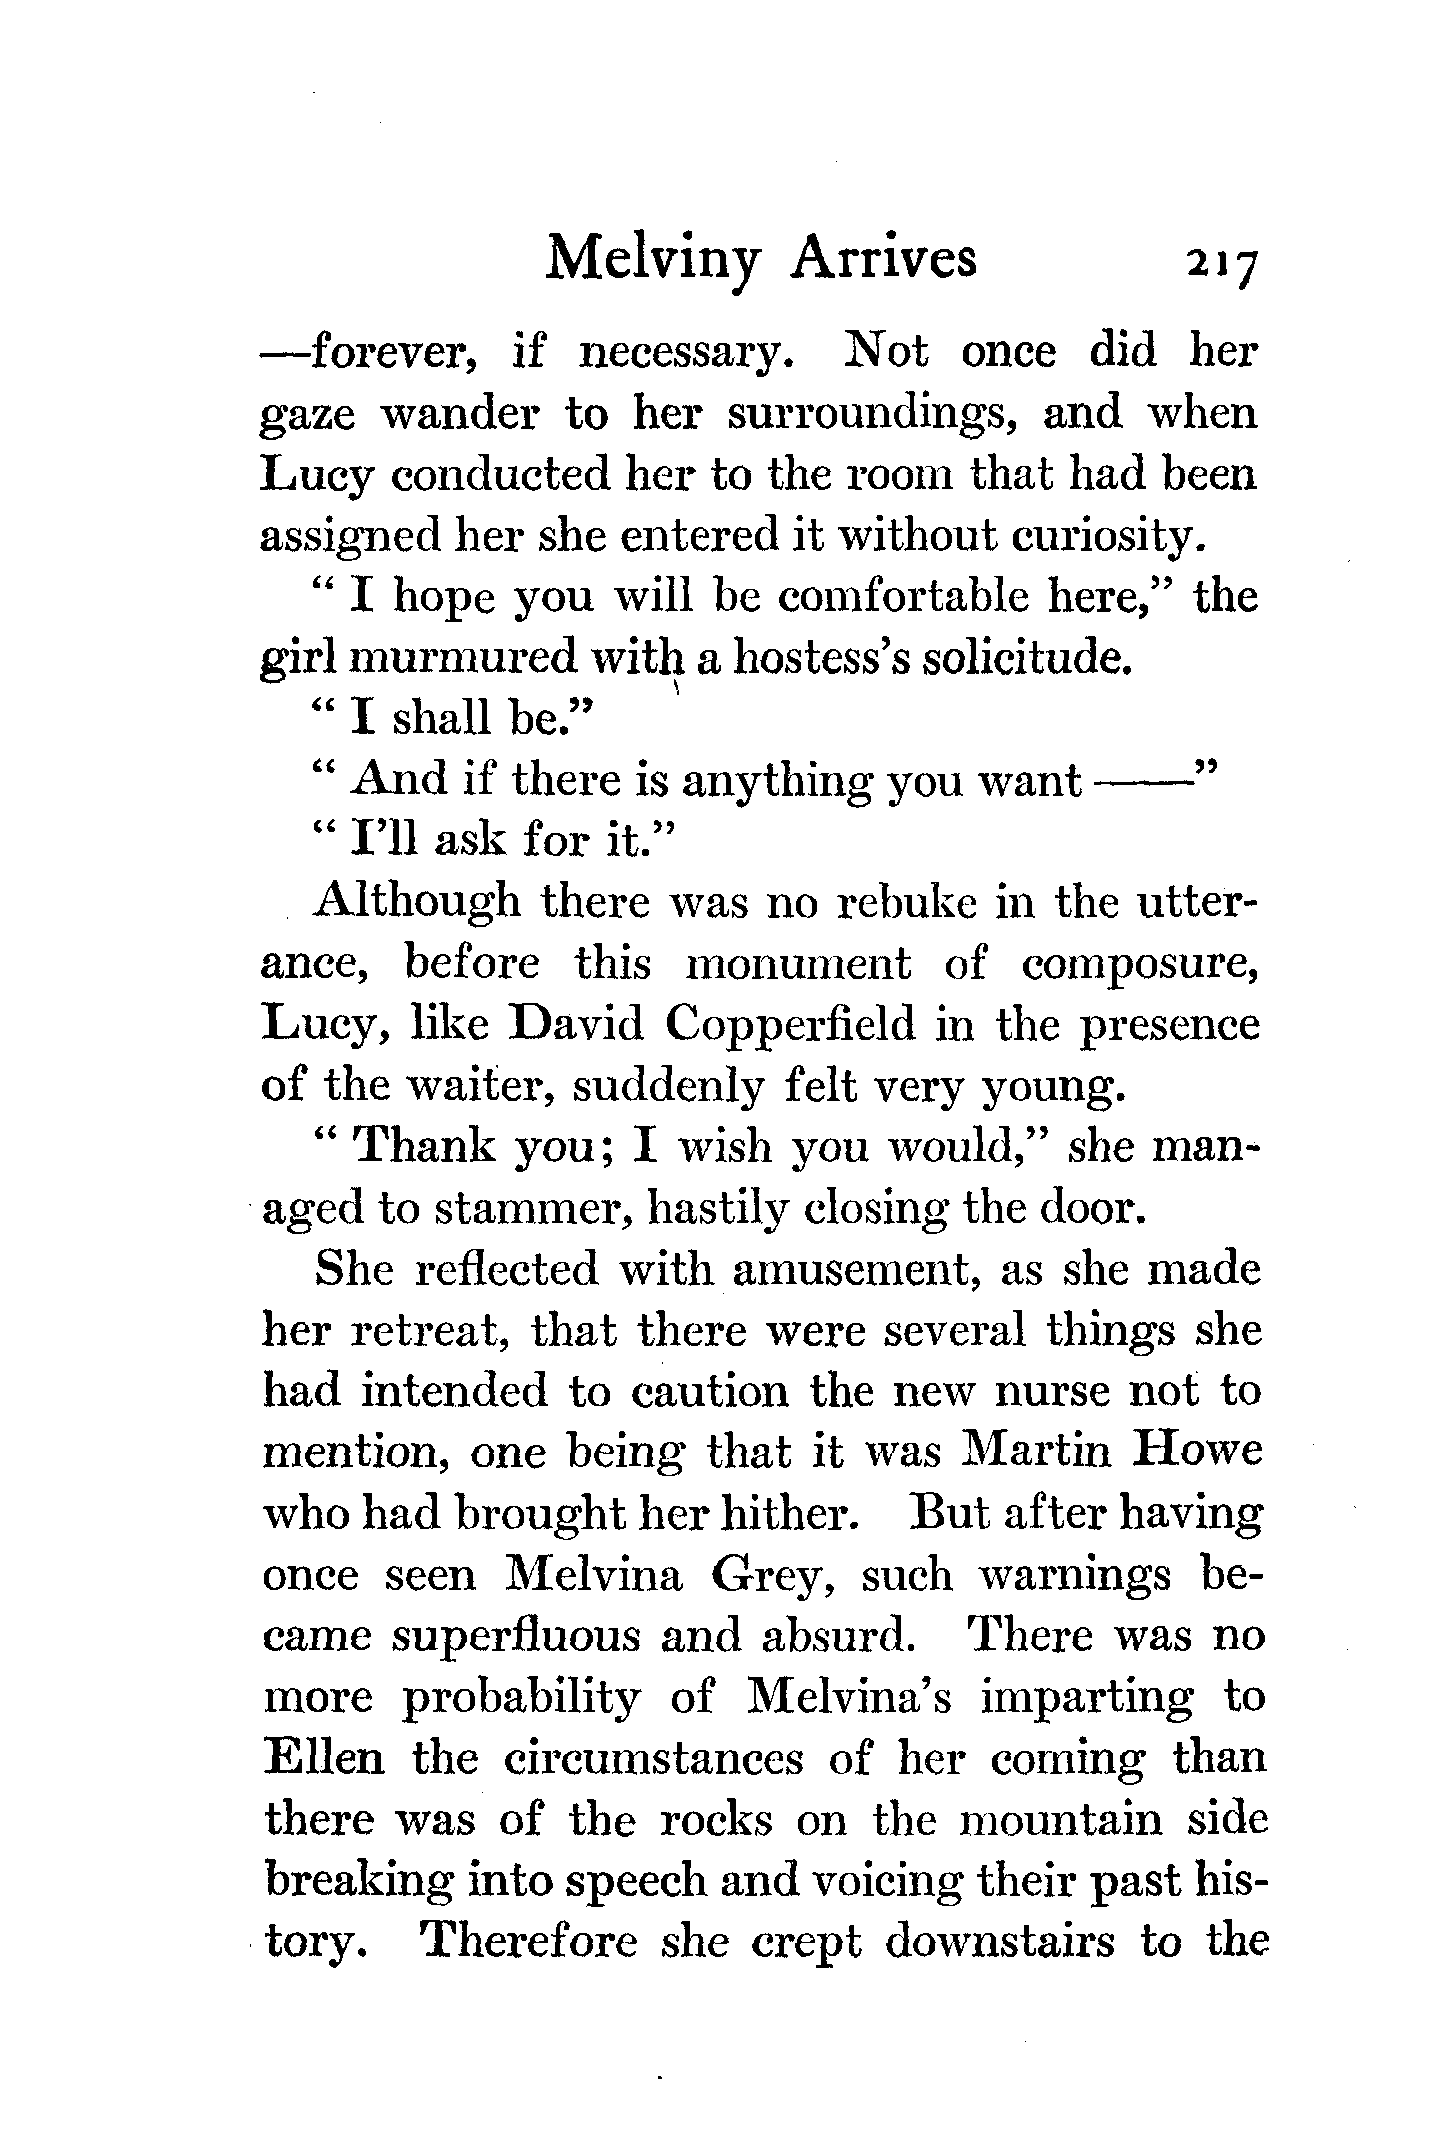 Melviny Arrives 217
—forever, if necessary. Not once did her
gaze wander to her surroundings, and when
Lucy conducted her to the room that had been
assigned her she entered it without curiosity.
“ I hope you will be comfortable here,” the
girl murmured with a hostess’s solicitude.
“ I shall be.”
“ And if there is anything you want ——”
“ I’ll ask for it.”
Although there was no rebuke in the utter-
ance, before this monument of composure,
Lucy, like David Copperfield in the presence
of the waiter, suddenly felt very young.
“ Thank you; I wish you would,” she man-
aged to stammer, hastily closing the door.
She reflected with amusement, as she made
her retreat, that there were several things she
had intended to caution the new nurse not to
mention, one being that it was Martin Howe
who had brought her hither. But after having
once seen Melvina Grey, such warnings be-
came superfluous and absurd. There was no
more probability of Melvina’s imparting to
Ellen the circumstances of her coming than
there was of the rocks on the mountain side
breaking into speech and voicing their past his-
tory. Therefore she crept downstairs to the